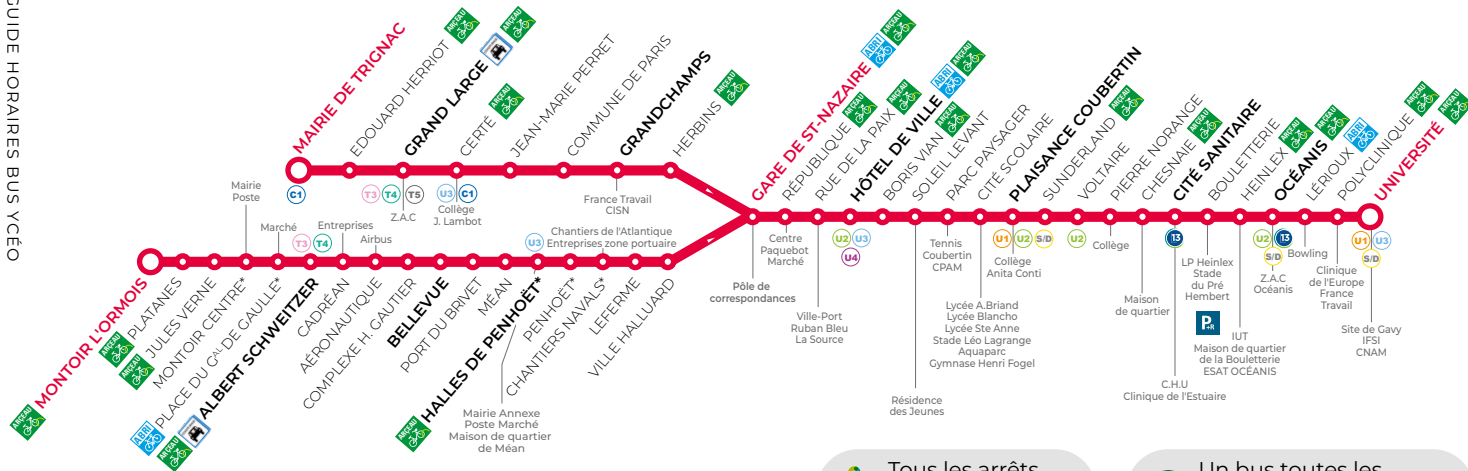 GUIDE HORAIRES BUS YCÉO
MAIRIE DE TRIGNAC
EDOUARD HERRIOT
ARCEAU
GRAND LARGE
ARCEAU
CERTÉ
ARCEAU
JEAN-MARIE PERRET
COMMUNE DE PARIS
GRANDCHAMPS
HERBINS
ARCEAU
C1
T3 T4 T5
Z.A.C
U3 C1
Collège
J. Lambot
France Travail
CISN
MONTOIR L'ORMOIS
ARCEAU
PLATANES
ARCEAU
JULES VERNE
ARCEAU
MONTOIR CENTRE*
Mairie
Poste
PLACE DU GAL DE GAULLE*
ABRI
Marché
ALBERT SCHWEITZER
ARCEAU
T3 T4
CADRÉAN
Entreprises
AÉRONAUTIQUE
Airbus
COMPLEXE H. GAUTIER
BELLEVUE
PORT DU BRIVET
MÉAN
HALLES DE PENHOËT*
ARCEAU
U3
Mairie Annexe
Poste Marché
Maison de quartier
de Méan
PENHOËT*
CHANTIERS NAVALS*
Chantiers de l'Atlantique
Entreprises zone portuaire
LEFERME
VILLE HALLUARD
GARE DE ST-NAZAIRE
ABRI
ARCEAU
Pôle de
correspondances
RÉPUBLIQUE
ARCEAU
Centre
Paquebot
Marché
RUE DE LA PAIX
ARCEAU
Ville-Port
Ruban Bleu
La Source
HÔTEL DE VILLE
ABRI
ARCEAU
U2 U3
U4
BORIS VIAN
ARCEAU
SOLEIL LEVANT
Résidence
des Jeunes
PARC PAYSAGER
Tennis
Coubertin
CPAM
CITÉ SCOLAIRE
Lycée A.Briand
Lycée Blancho
Lycée Ste Anne
Stade Léo Lagrange
Aquaparc
Gymnase Henri Fogel
PLAISANCE COUBERTIN
U1 U2 S/D
Collège
Anita Conti
SUNDERLAND
ARCEAU
VOLTAIRE
U2
PIERRE NORANGE
Collège
CHESNAIE
ARCEAU
Maison
de quartier
CITÉ SANITAIRE
13
C.H.U
Clinique de l'Estuaire
BOULETTERIE
LP Heinlex
Stade
du Pré
Hembert
P+R
HEINLEX
ARCEAU
IUT
Maison de quartier
de la Bouletterie
ESAT OCÉANIS
OCÉANIS
ARCEAU
U2 13
S/D
Z.A.C
Océanis
LÉRIOUX
ABRI
Bowling
POLYCLINIQUE
ARCEAU
Clinique
de l'Europe
France
Travail
UNIVERSITÉ
ARCEAU
U1 U3
S/D
Site de Gavy
IFSI
CNAM
Tous les arrêts
Un bus toutes les